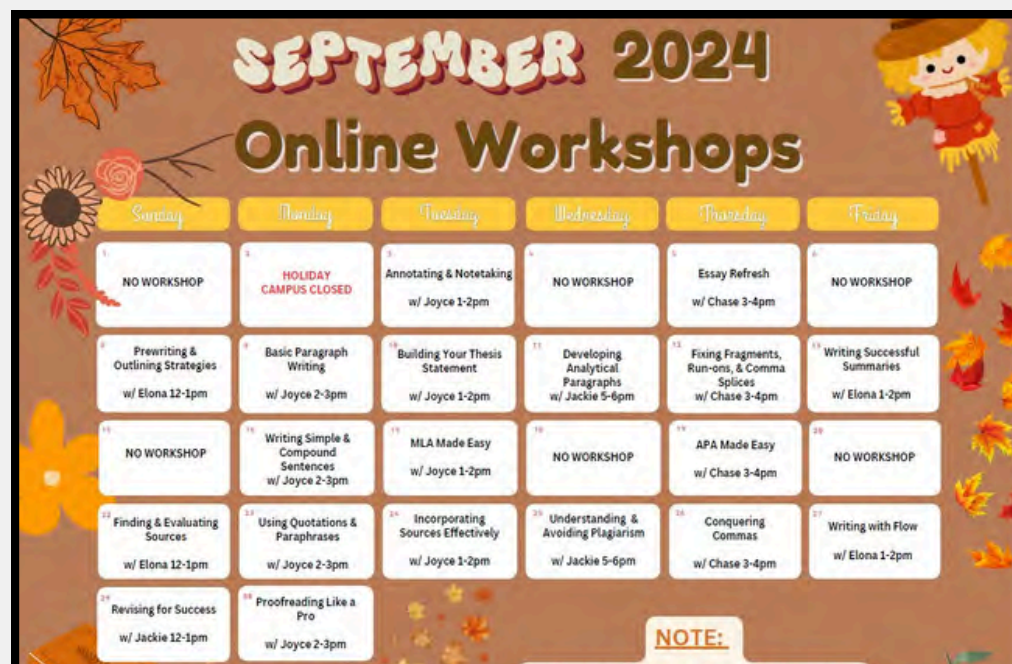 SEPTEMBER 2024
Online Workshops
Sunday Monday Tuesday Wednesday Thursday Friday
1
NO WORKSHOP
2
HOLIDAY
CAMPUS CLOSED
3
Annotating & Notetaking
w/ Joyce 1-2pm
4
NO WORKSHOP
5
Essay Refresh
w/ Chase 3-4pm
6
NO WORKSHOP
8
Prewriting &
Outlining Strategies
w/ Elona 12-1pm
9
Basic Paragraph
Writing
w/ Joyce 2-3pm
10
Building Your Thesis
Statement
w/ Joyce 1-2pm
11
Developing
Analytical
Paragraphs
w/ Jackie 5-6pm
12
Fixing Fragments,
Run-ons, & Comma
Splices
w/ Chase 3-4pm
13
Writing Successful
Summaries
w/ Elona 1-2pm
15
NO WORKSHOP
16
Writing Simple &
Compound
Sentences
w/ Joyce 2-3pm
17
MLA Made Easy
w/ Joyce 1-2pm
18
NO WORKSHOP
19
APA Made Easy
w/ Chase 3-4pm
20
NO WORKSHOP
22
Finding & Evaluating
Sources
w/ Elona 12-1pm
23
Using Quotations &
Paraphrases
w/ Joyce 2-3pm
24
Incorporating
Sources Effectively
w/ Joyce 1-2pm
25
Understanding &
Avoiding Plagiarism
w/ Jackie 5-6pm
26
Conquering
Commas
w/ Chase 3-4pm
27
Writing with Flow
w/ Elona 1-2pm
29
Revising for Success
w/ Jackie 12-1pm
30
Proofreading Like a
Pro
w/ Joyce 2-3pm
NOTE: